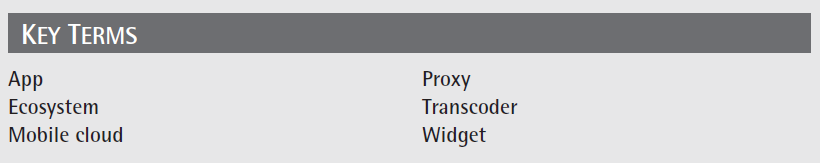 KEY TERMS
App
Ecosystem
Mobile cloud
Proxy
Transcoder
Widget